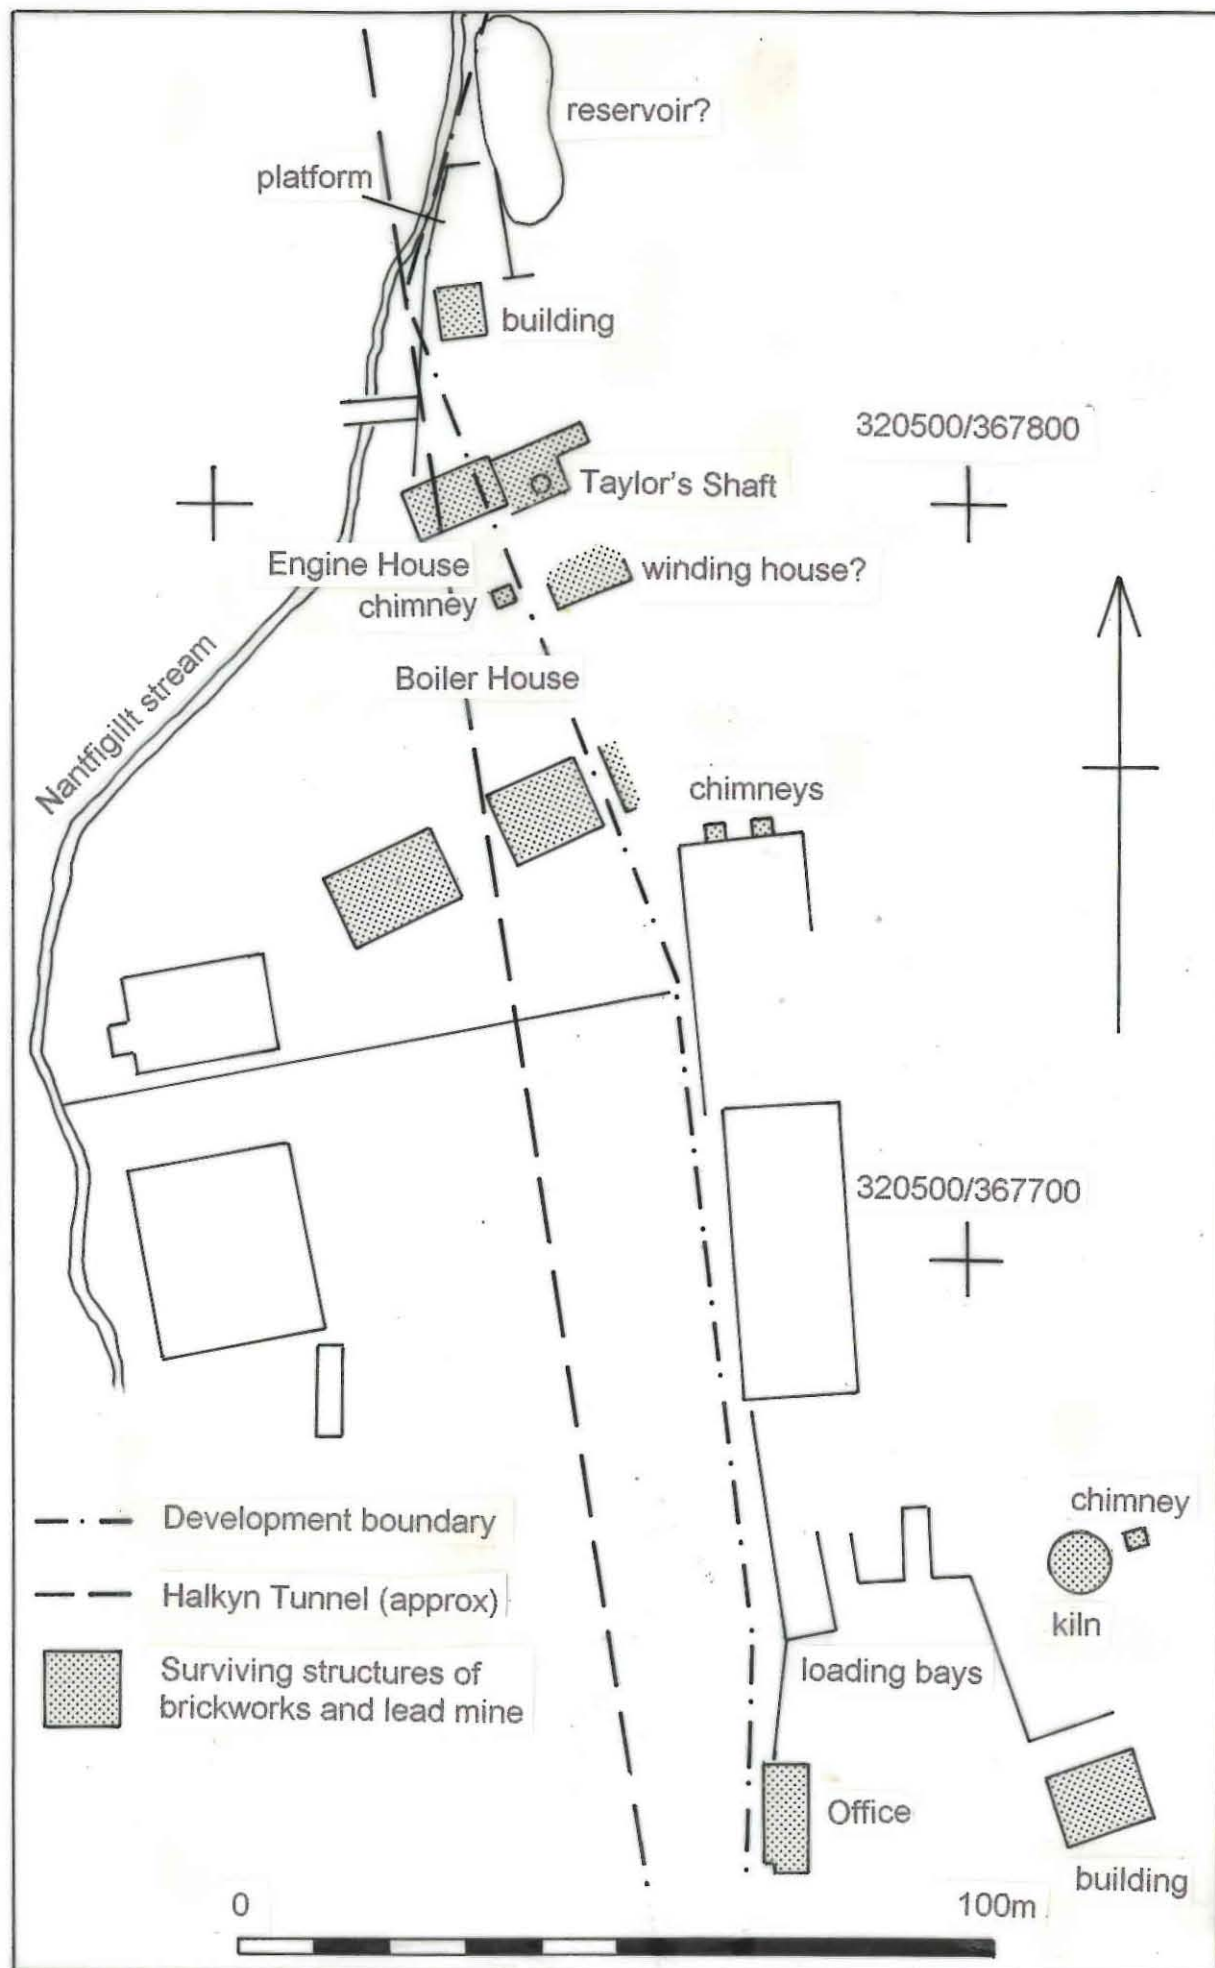 reservoir?
platform
building
320500/367800
Taylor's Shaft
Engine House
winding house?
chimney
Nantfigillt stream
Boiler House
chimneys
320500/367700
chimney
Development boundary
Halkyn Tunnel (approx)
kiln
Surviving structures of
brickworks and lead mine
loading bays
Office
building
0
100m